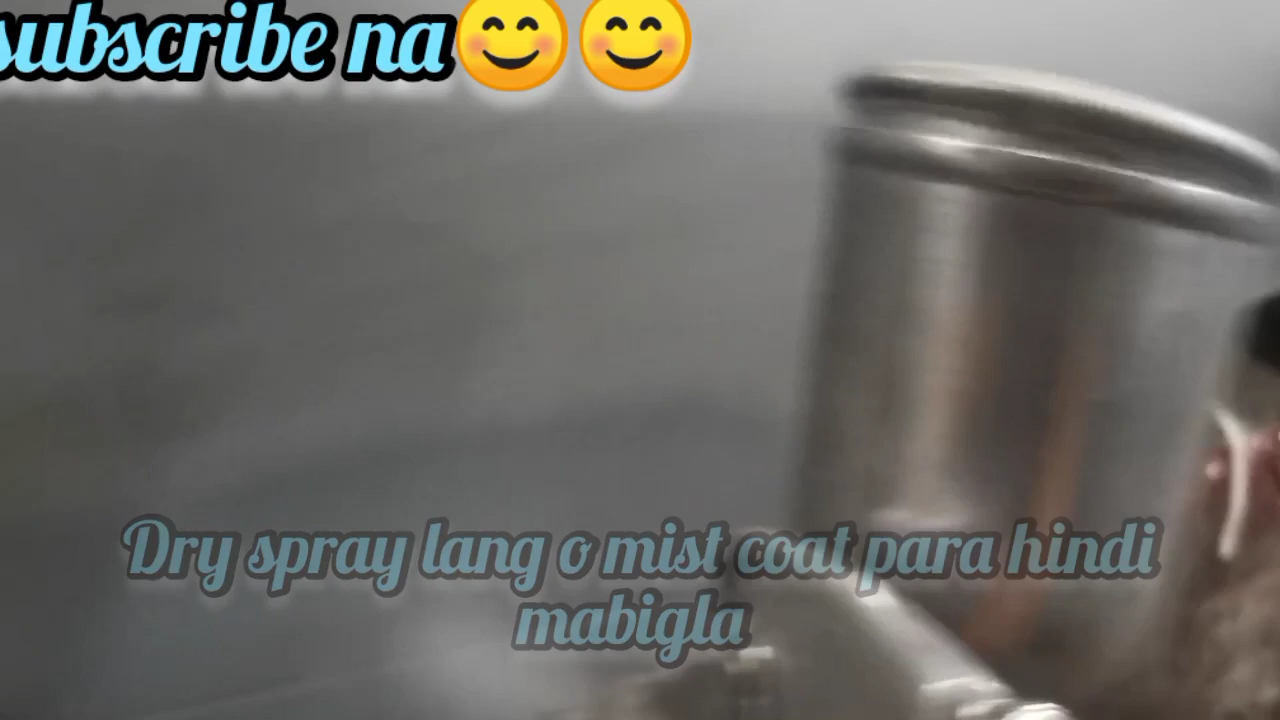 subscribe na😊😊
Dry spray lang o mist coat para hindi
mabigla